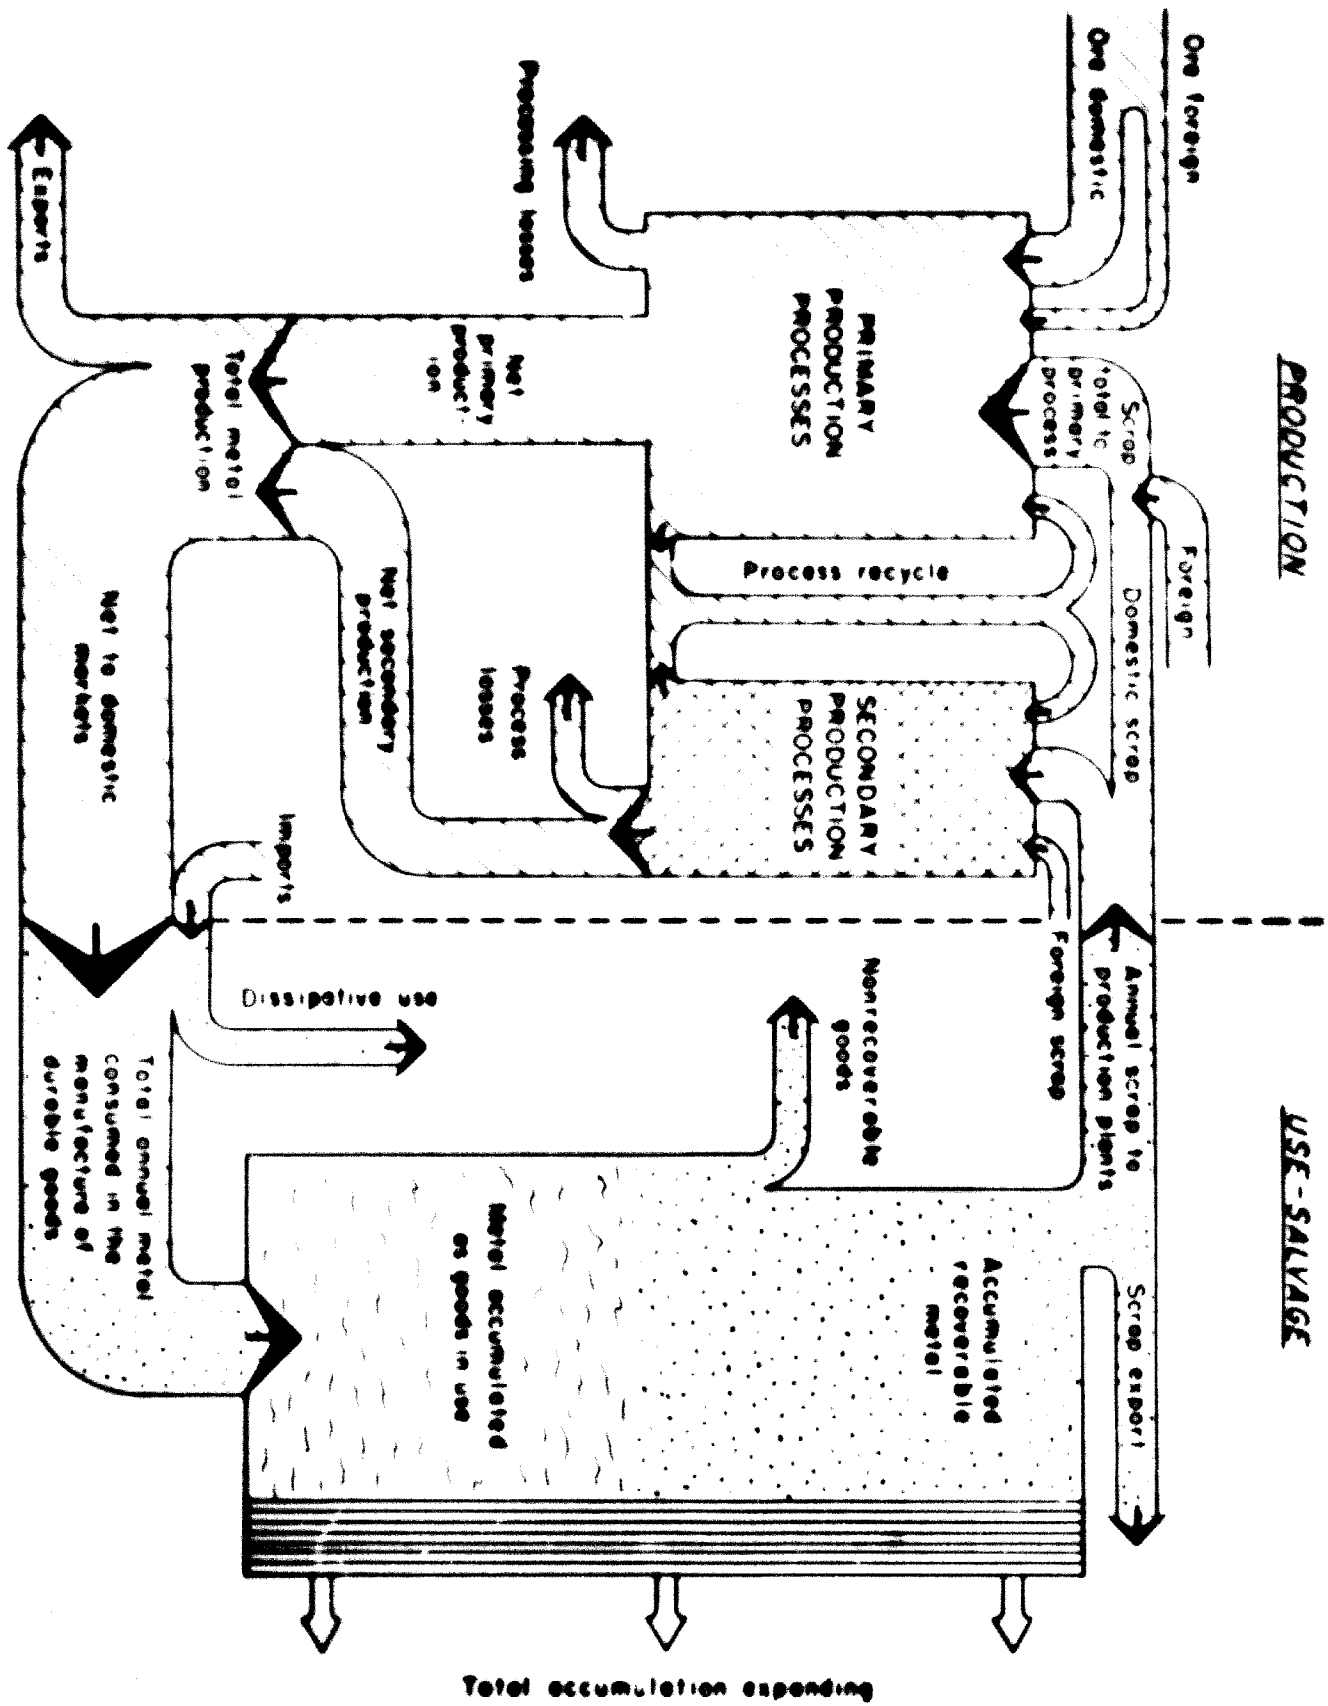 PRODUCTION
USE-SALVAGE
Ore foreign
Ore domestic
Scrap
total to
primary
process
Foreign
Domestic scrap
Annual scrap to
production plants
Foreign scrap
Scrap export
PRIMARY
PRODUCTION
PROCESSES
Process recycle
SECONDARY
PRODUCTION
PROCESSES
Nonrecoverable
goods
Accumulated
recoverable
metal
Processing losses
Net
primary
product-
ion
Process
losses
Metal accumulated
as goods in use
Net secondary
production
Total metal
production
Imports
Dissipative use
Exports
Net to domestic
markets
Total annual metal
consumed in the
manufacture of
durable goods
Total accumulation expanding